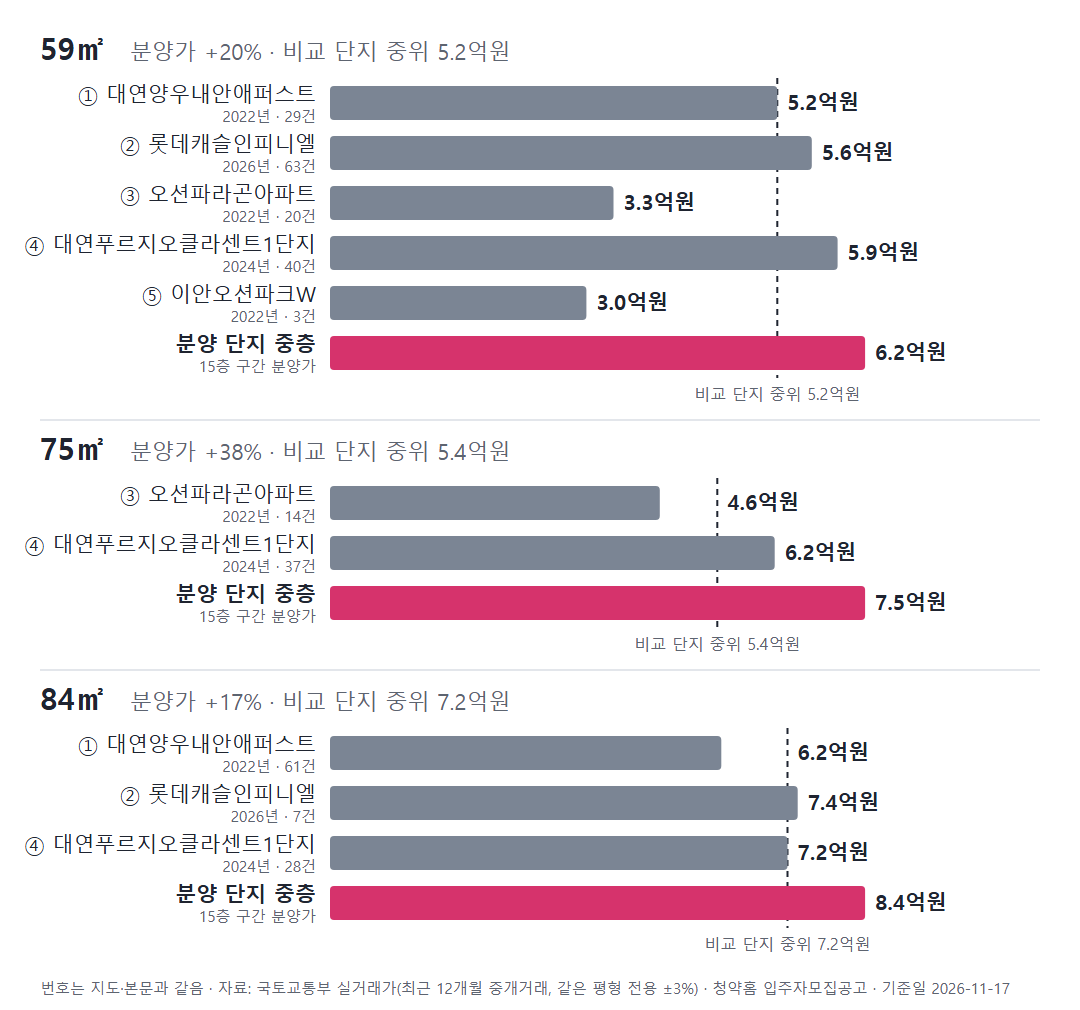 59㎡ 분양가 +20% · 비교 단지 중위 5.2억원
① 대연양우내안애퍼스트 5.2억원
2022년 · 29건
② 롯데캐슬인피니엘 5.6억원
2026년 · 63건
③ 오션파라곤아파트 3.3억원
2022년 · 20건
④ 대연푸르지오클라센트1단지 5.9억원
2024년 · 40건
⑤ 이안오션파크W 3.0억원
2022년 · 3건
분양 단지 중층 6.2억원
15층 구간 분양가
비교 단지 중위 5.2억원
75㎡ 분양가 +38% · 비교 단지 중위 5.4억원
③ 오션파라곤아파트 4.6억원
2022년 · 14건
④ 대연푸르지오클라센트1단지 6.2억원
2024년 · 37건
분양 단지 중층 7.5억원
15층 구간 분양가
비교 단지 중위 5.4억원
84㎡ 분양가 +17% · 비교 단지 중위 7.2억원
① 대연양우내안애퍼스트 6.2억원
2022년 · 61건
② 롯데캐슬인피니엘 7.4억원
2026년 · 7건
④ 대연푸르지오클라센트1단지 7.2억원
2024년 · 28건
분양 단지 중층 8.4억원
15층 구간 분양가
비교 단지 중위 7.2억원
번호는 지도·본문과 같음 · 자료: 국토교통부 실거래가(최근 12개월 중개거래, 같은 평형 전용 ±3%) · 청약홈 입주자모집공고 · 기준일 2026-11-17